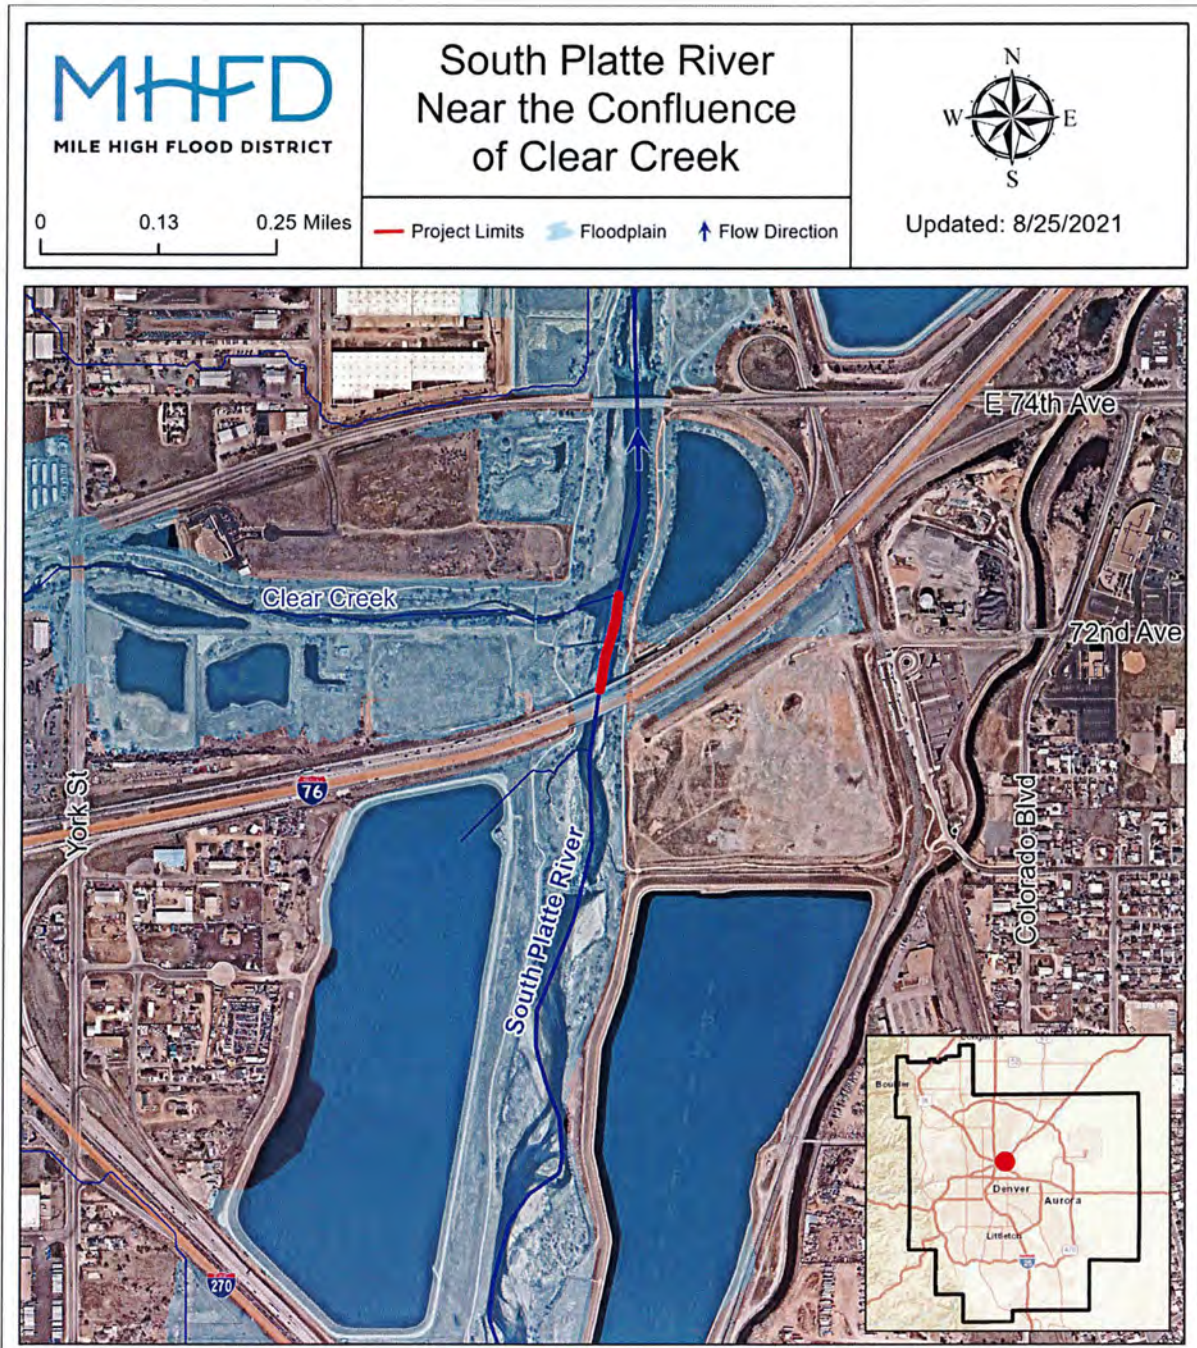 MHFD
MILE HIGH FLOOD DISTRICT
0 0.13 0.25 Miles
South Platte River
Near the Confluence
of Clear Creek
Project Limits Floodplain Flow Direction
N
W E
S
Updated: 8/25/2021
E 74th Ave
Clear Creek
72nd Ave
76
York St
Colorado Blvd
South Platte River
270
Boulder
Denver
Aurora
Littleton
470